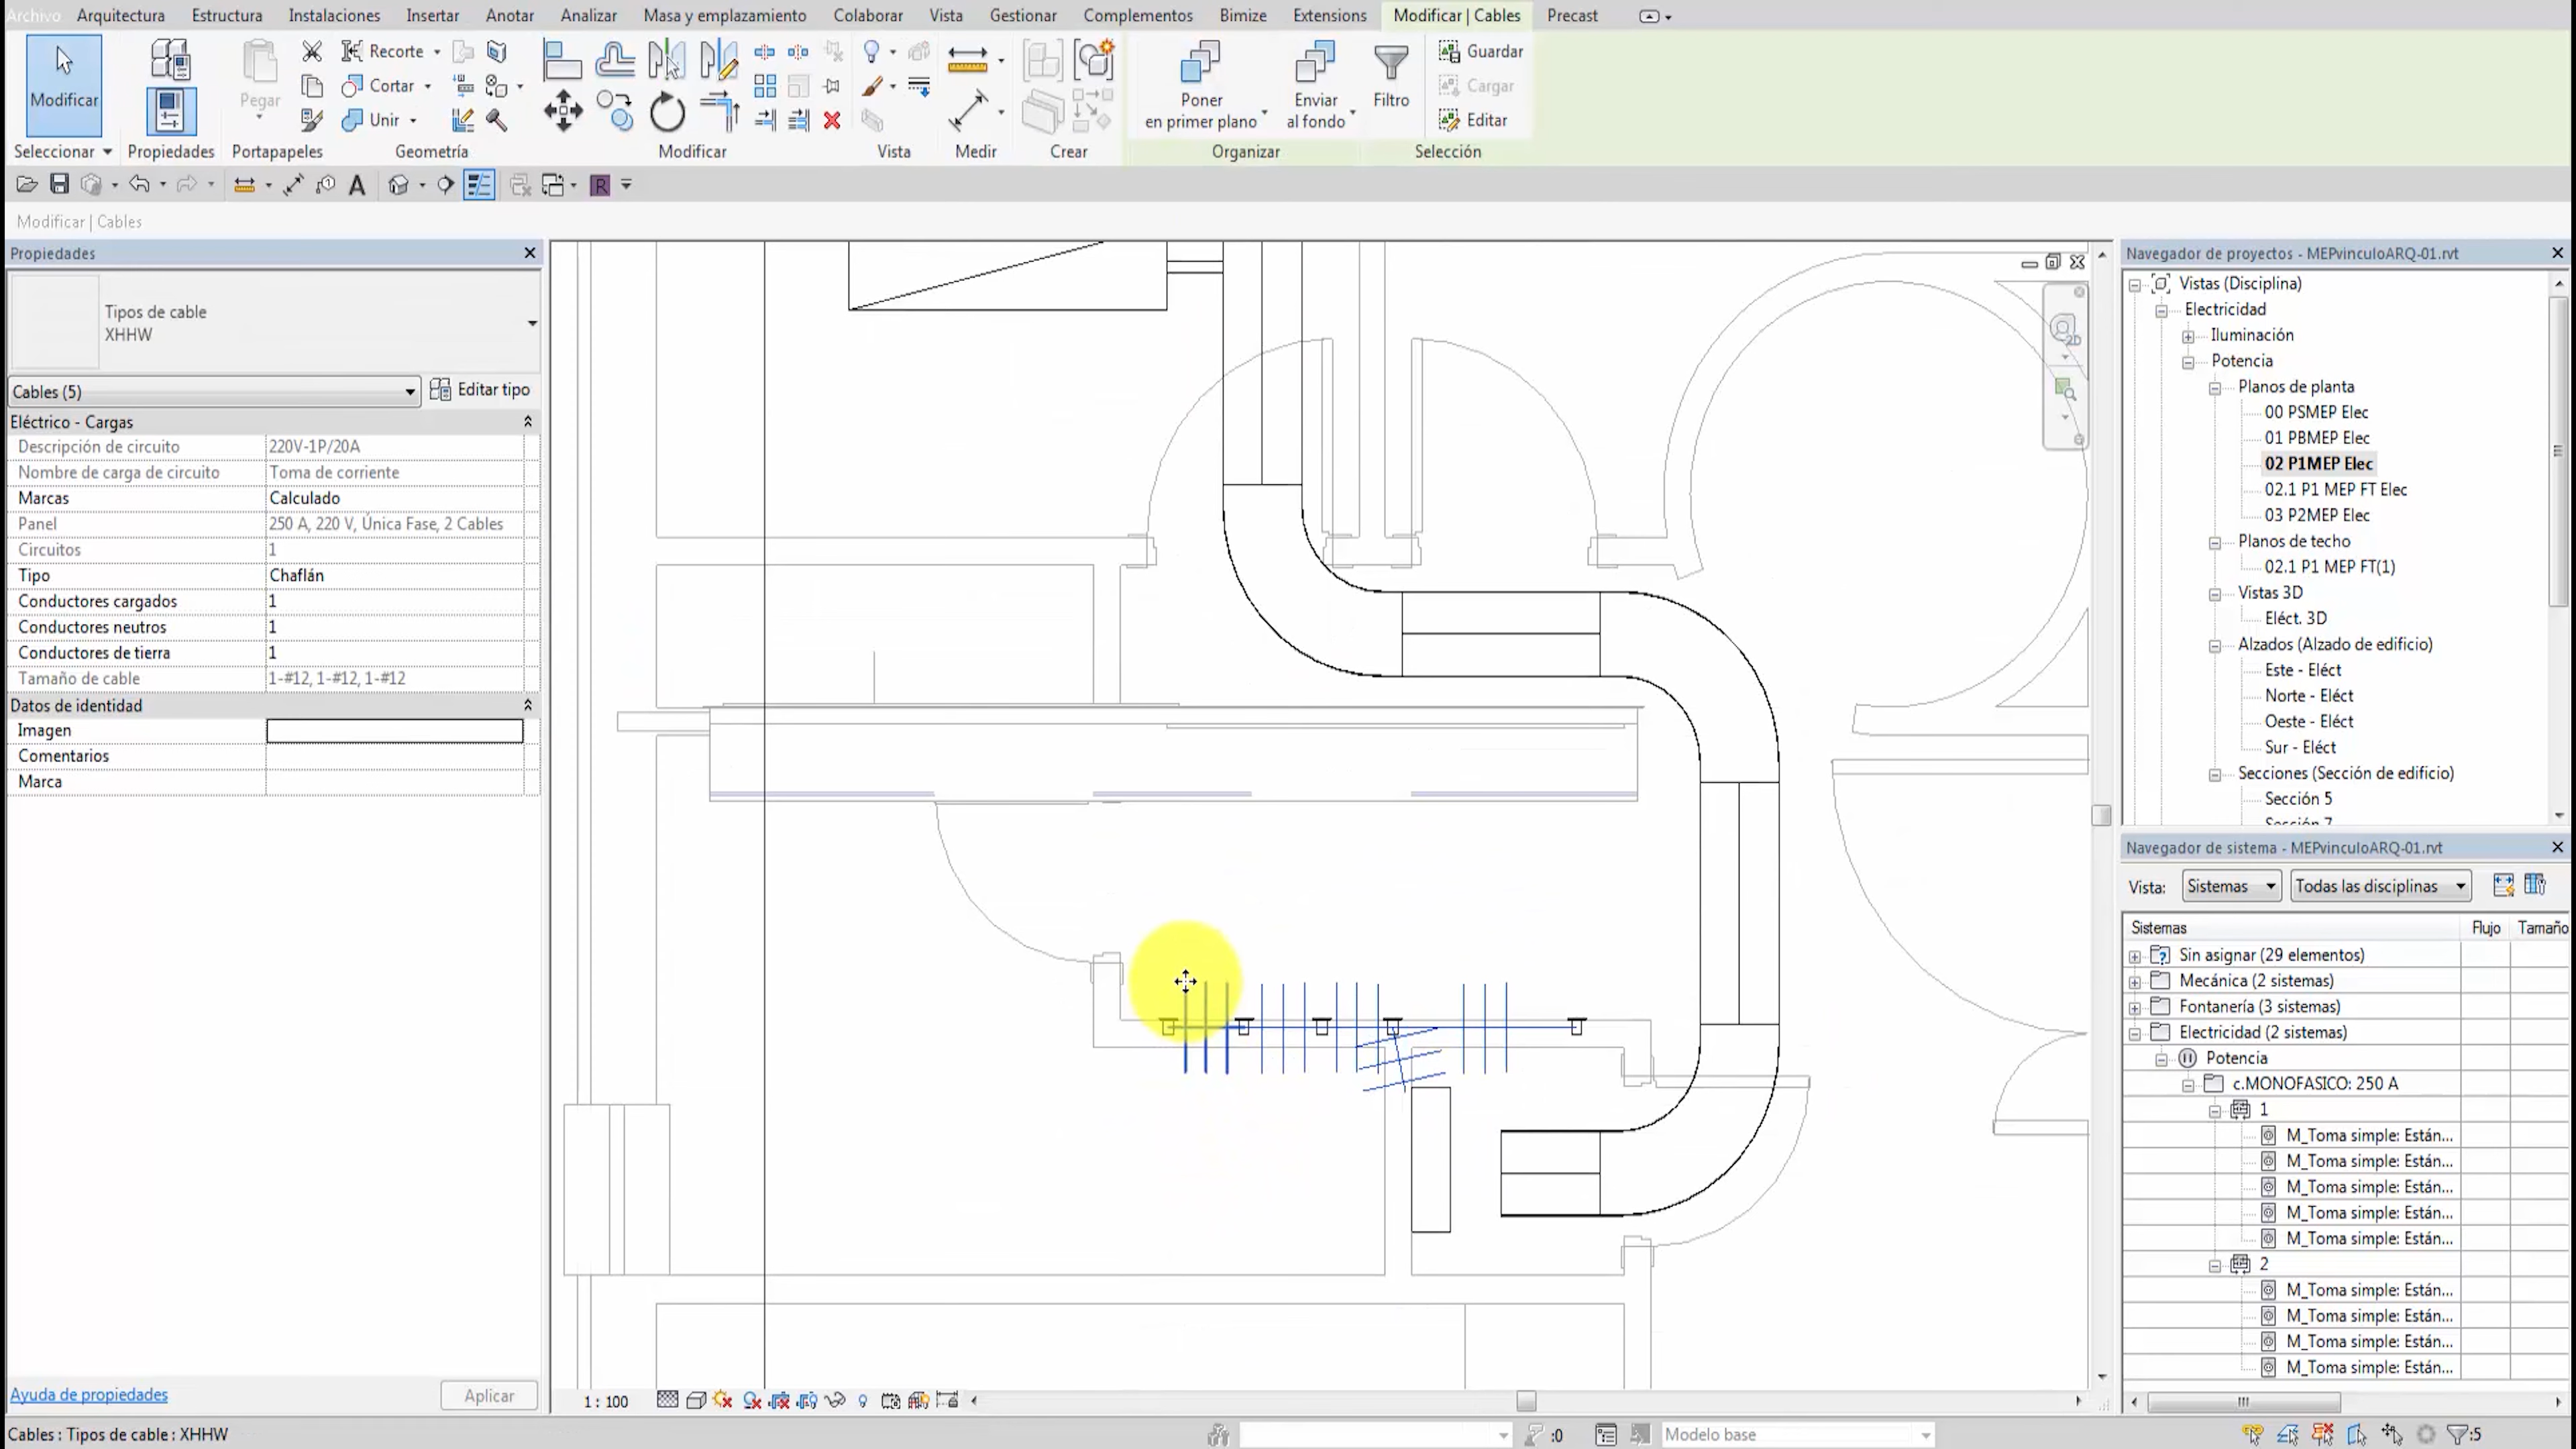 Archivo Arquitectura Estructura Instalaciones Insertar Anotar Analizar Masa y emplazamiento Colaborar Vista Gestionar Complementos Bimize Extensions Modificar | Cables Precast
Modificar
Pegar
Recorte
Cortar
Unir
Poner
en primer plano
Enviar
al fondo
Filtro
Guardar
Cargar
Editar
Seleccionar Propiedades Portapapeles Geometría Modificar Vista Medir Crear Organizar Selección
A
R
Modificar | Cables
Propiedades
Tipos de cable
XHHW
Cables (5) Editar tipo
Eléctrico - Cargas
Descripción de circuito 220V-1P/20A
Nombre de carga de circuito Toma de corriente
Marcas Calculado
Panel 250 A, 220 V, Única Fase, 2 Cables
Circuitos 1
Tipo Chaflán
Conductores cargados 1
Conductores neutros 1
Conductores de tierra 1
Tamaño de cable 1-#12, 1-#12, 1-#12
Datos de identidad
Imagen
Comentarios
Marca
Ayuda de propiedades Aplicar
2D
1 : 100
Navegador de proyectos - MEPvinculoARQ-01.rvt
Vistas (Disciplina)
Electricidad
Iluminación
Potencia
Planos de planta
00 PSMEP Elec
01 PBMEP Elec
02 P1MEP Elec
02.1 P1 MEP FT Elec
03 P2MEP Elec
Planos de techo
02.1 P1 MEP FT(1)
Vistas 3D
Eléct. 3D
Alzados (Alzado de edificio)
Este - Eléct
Norte - Eléct
Oeste - Eléct
Sur - Eléct
Secciones (Sección de edificio)
Sección 5
Sección 7
Navegador de sistema - MEPvinculoARQ-01.rvt
Vista: Sistemas Todas las disciplinas
Sistemas Flujo Tamaño
Sin asignar (29 elementos)
Mecánica (2 sistemas)
Fontanería (3 sistemas)
Electricidad (2 sistemas)
Potencia
c.MONOFASICO: 250 A
1
M_Toma simple: Están...
M_Toma simple: Están...
M_Toma simple: Están...
M_Toma simple: Están...
M_Toma simple: Están...
2
M_Toma simple: Están...
M_Toma simple: Están...
M_Toma simple: Están...
M_Toma simple: Están...
Cables : Tipos de cable : XHHW :0 Modelo base :5